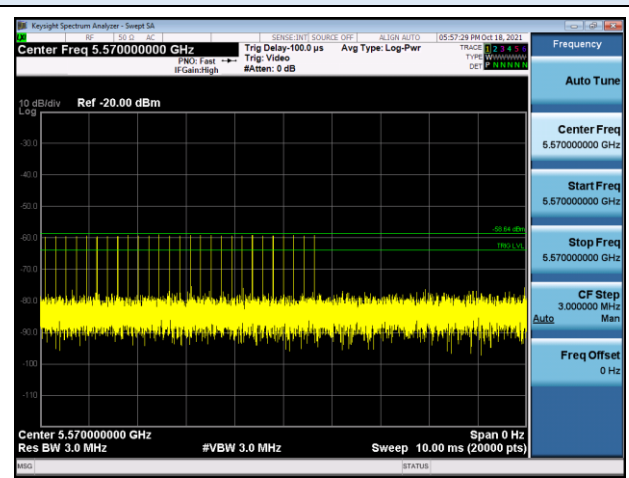 Keysight Spectrum Analyzer - Swept SA
RF 50 Ω AC SENSE:INT SOURCE OFF ALIGN AUTO 05:57:29 PM Oct 18, 2021
Center Freq 5.570000000 GHz
PNO: Fast
IFGain:High
Trig Delay-100.0 µs
Trig: Video
#Atten: 0 dB
Avg Type: Log-Pwr
TRACE 1 2 3 4 5 6
TYPE WWWWWW
DET P N N N N N
Frequency
Auto Tune
10 dB/div Ref -20.00 dBm
Log
Center Freq
5.570000000 GHz
-30.0
-40.0
Start Freq
5.570000000 GHz
-50.0
-59.64 dBm
-60.0
TRIG LVL
Stop Freq
5.570000000 GHz
-70.0
-80.0
CF Step
3.000000 MHz
Auto Man
-90.0
-100
Freq Offset
0 Hz
-110
Center 5.570000000 GHz Span 0 Hz
Res BW 3.0 MHz #VBW 3.0 MHz Sweep 10.00 ms (20000 pts)
MSG STATUS